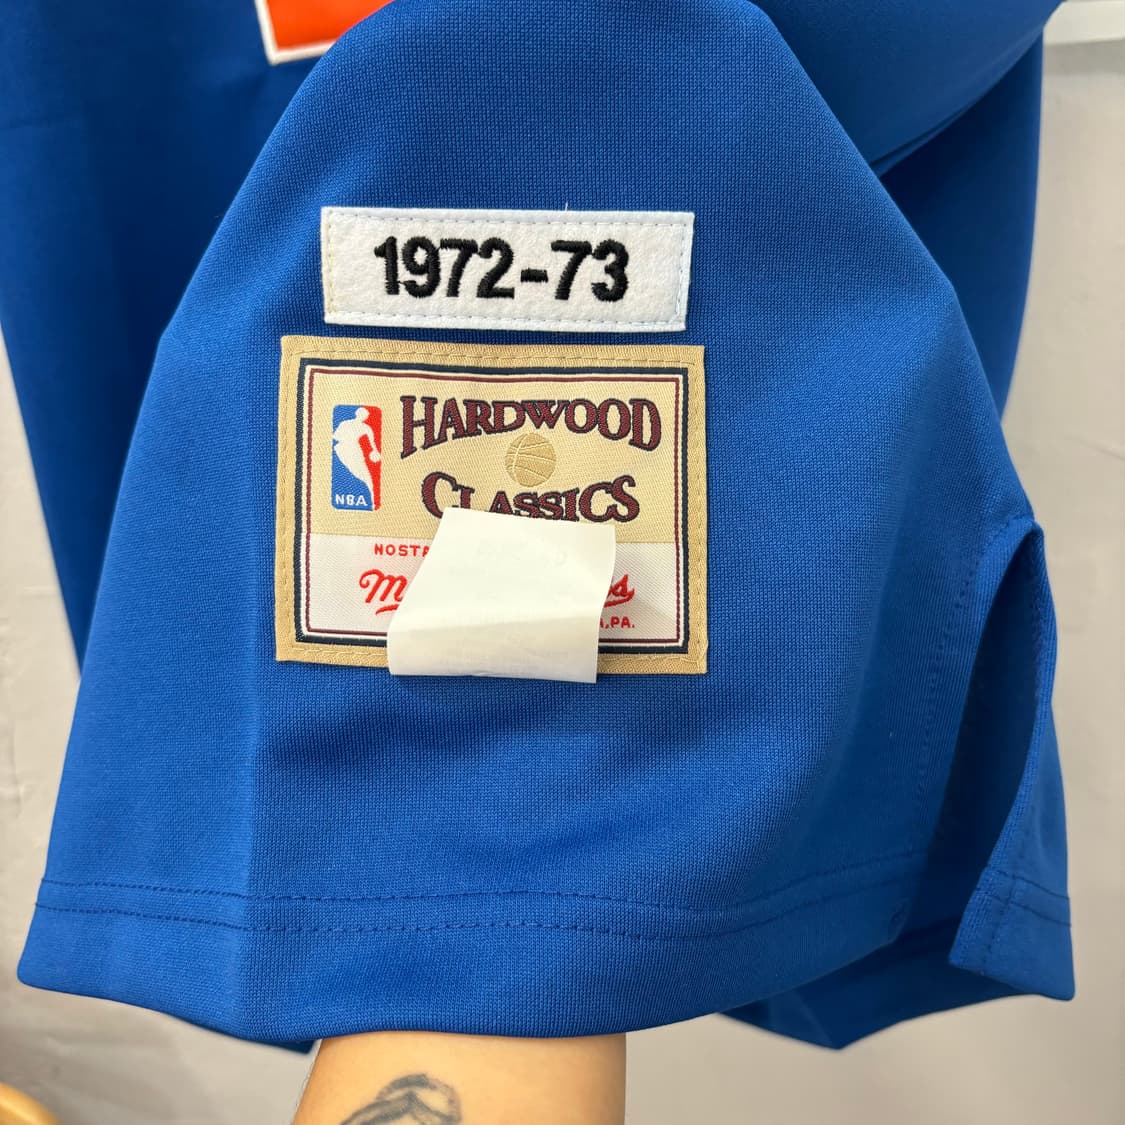 1972-73
NBA
HARDWOOD
CLASSICS
NOSTA
M
s
,PA.